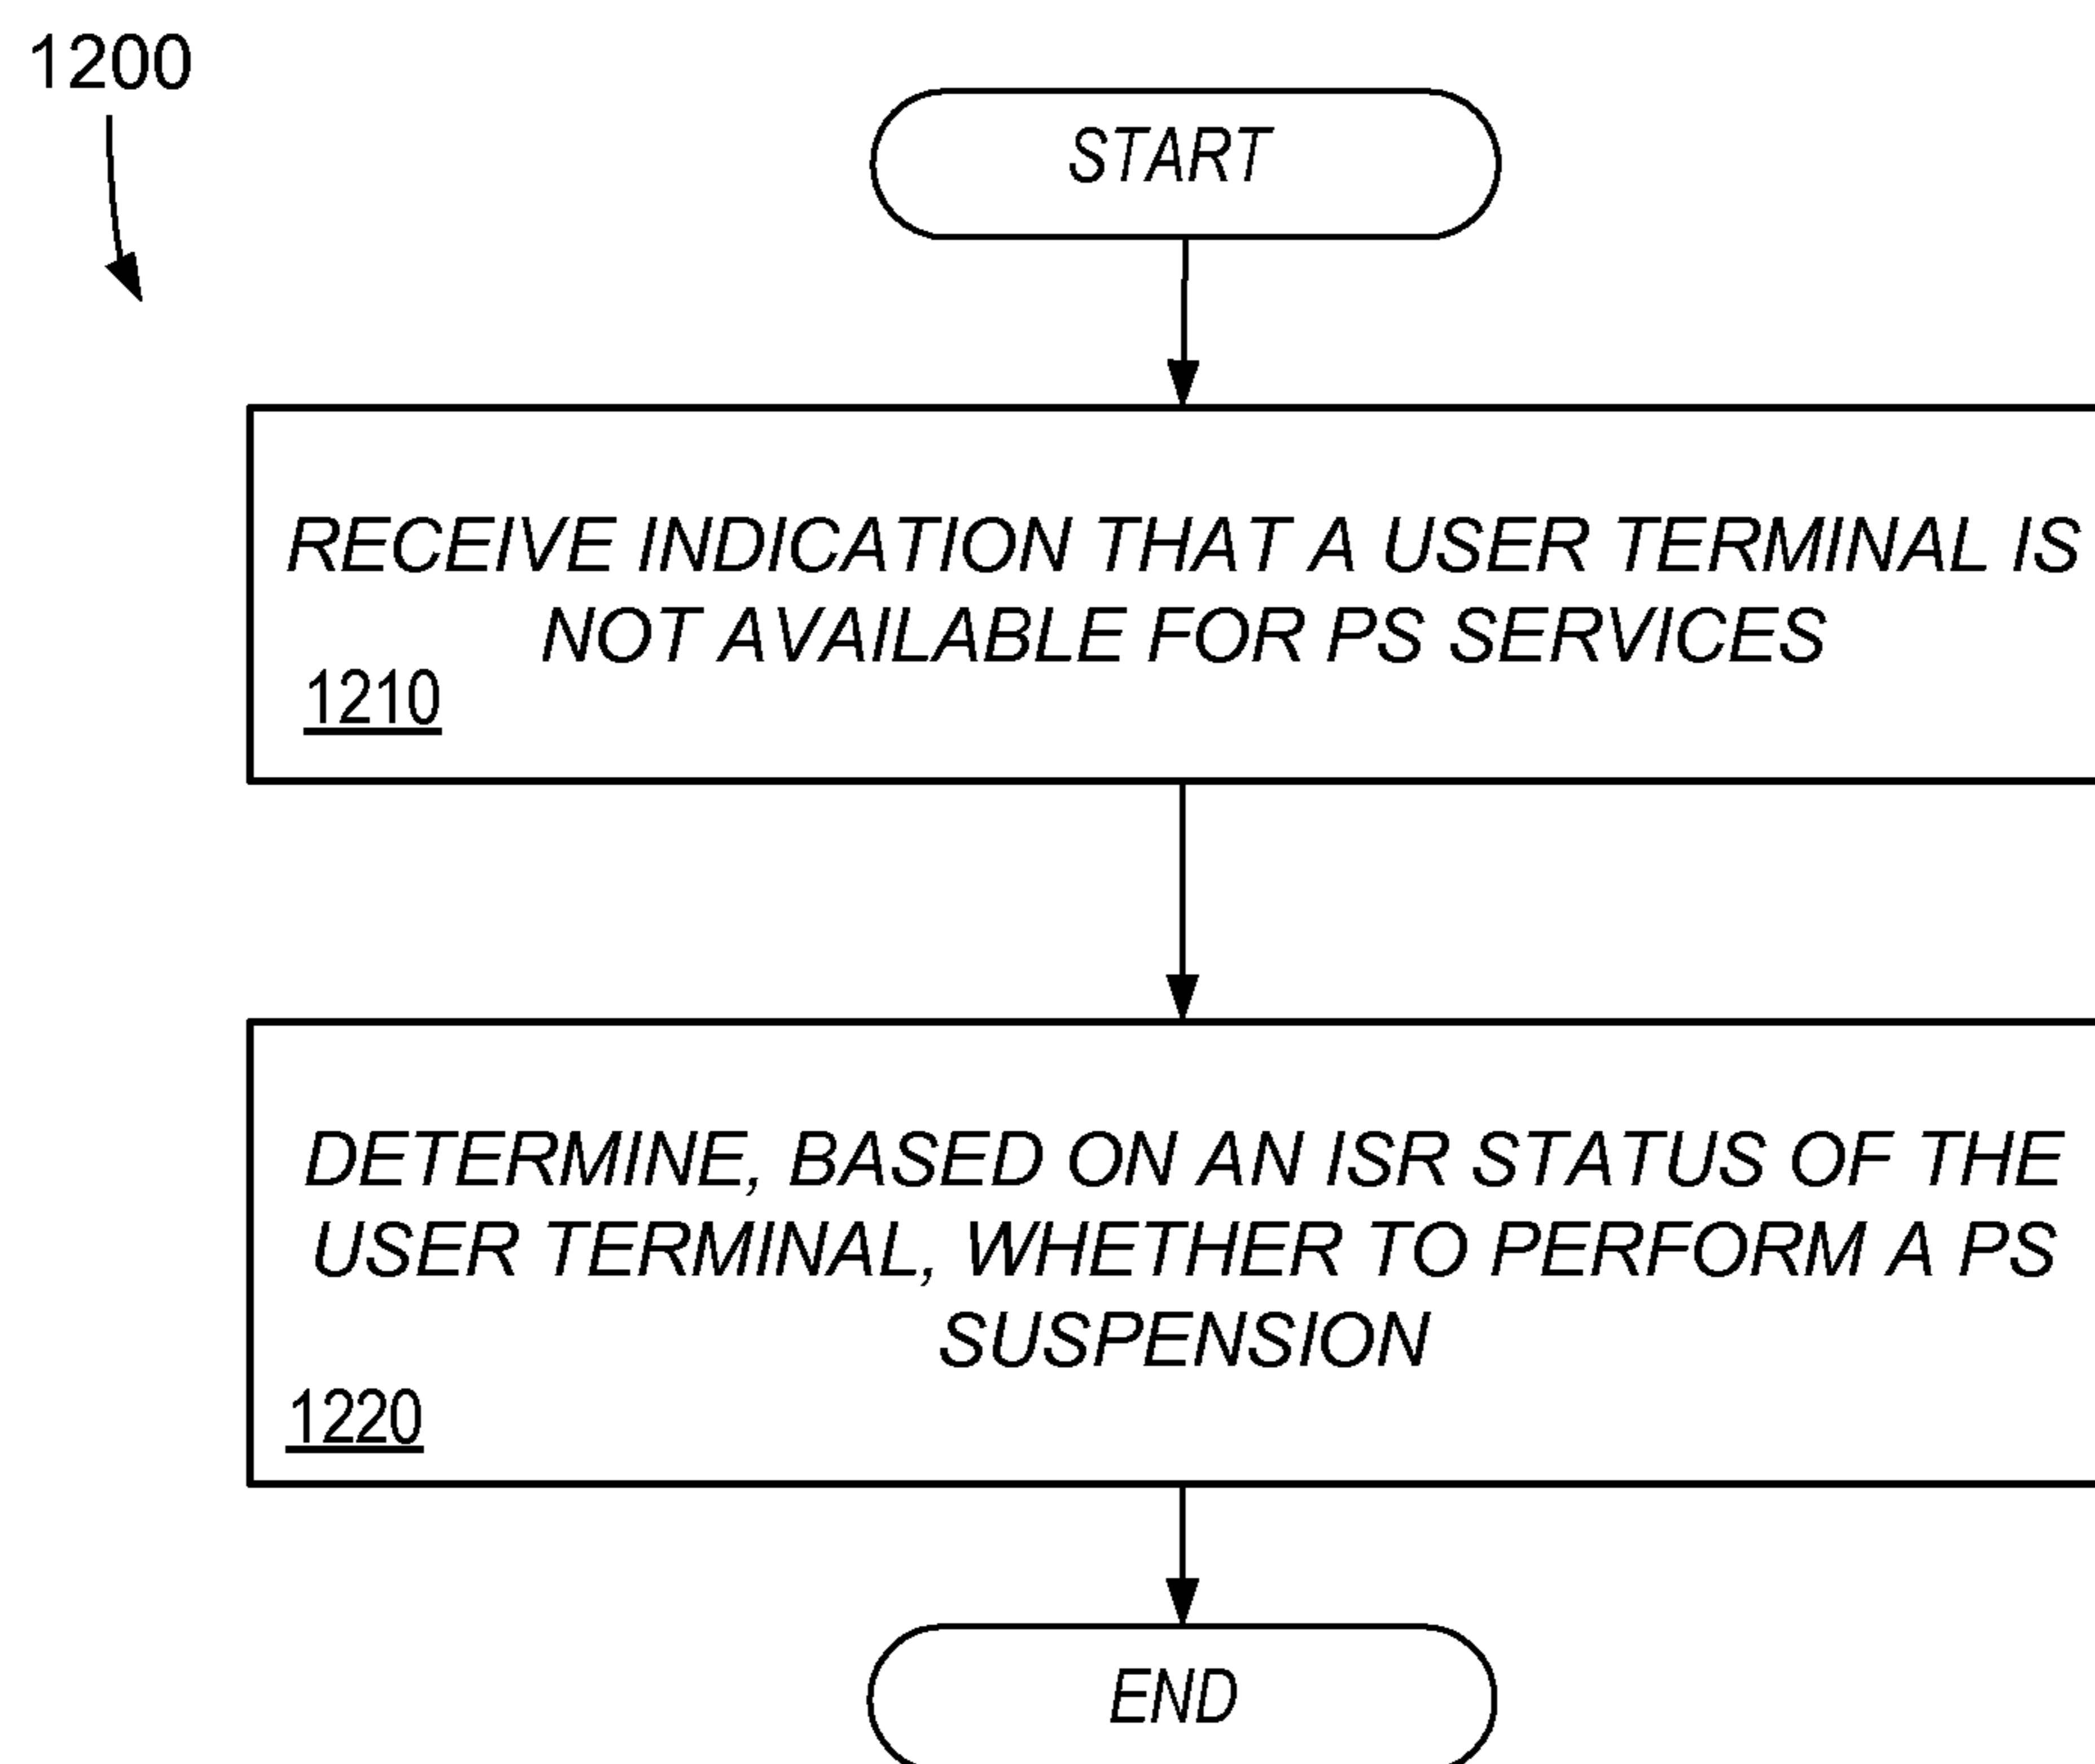 1200
START
RECEIVE INDICATION THAT A USER TERMINAL IS
NOT AVAILABLE FOR PS SERVICES
1210
DETERMINE, BASED ON AN ISR STATUS OF THE
USER TERMINAL, WHETHER TO PERFORM A PS
SUSPENSION
1220
END